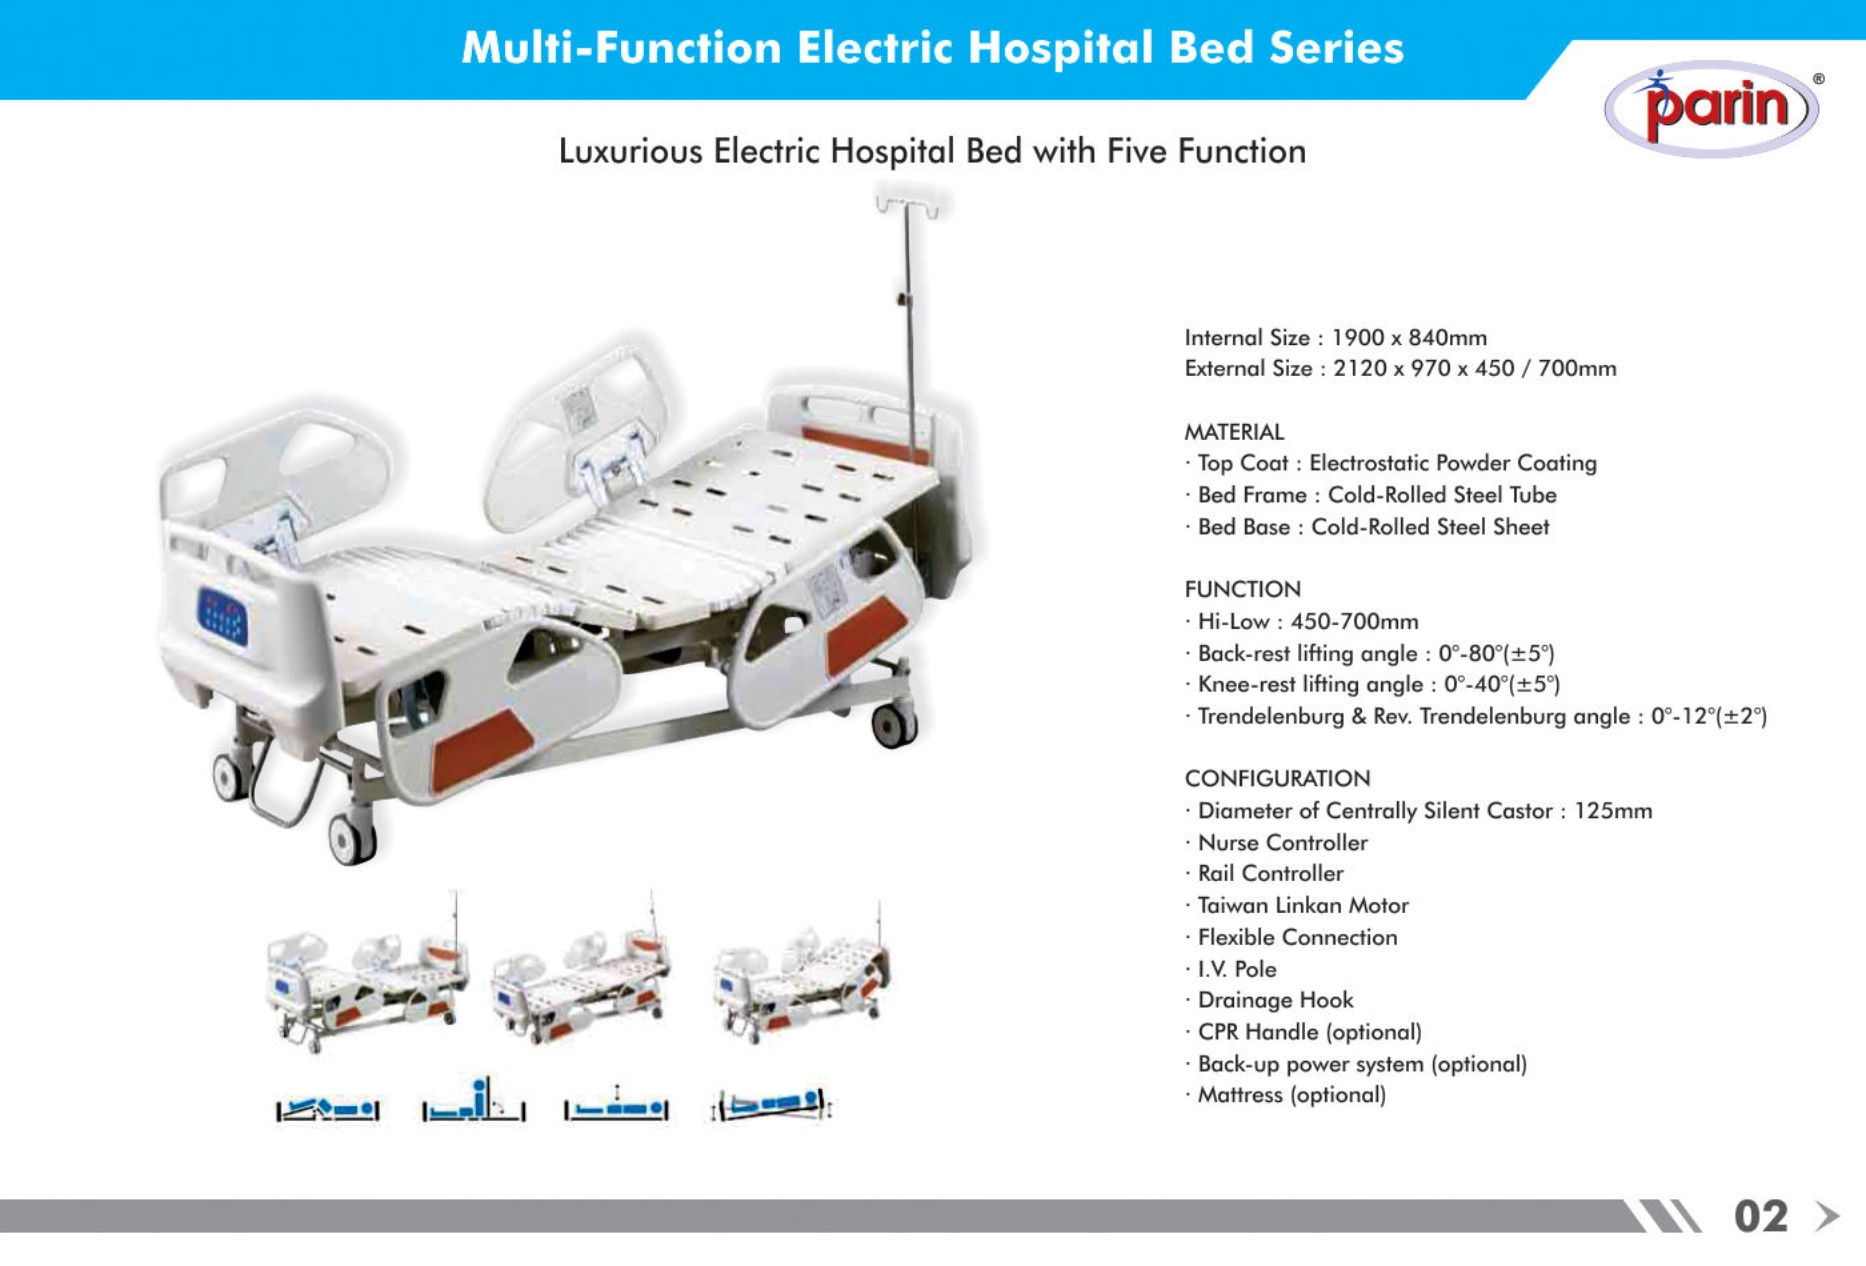 Multi-Function Electric Hospital Bed Series
parin®
Luxurious Electric Hospital Bed with Five Function
Internal Size : 1900 x 840mm
External Size : 2120 x 970 x 450 / 700mm
MATERIAL
· Top Coat : Electrostatic Powder Coating
· Bed Frame : Cold-Rolled Steel Tube
· Bed Base : Cold-Rolled Steel Sheet
FUNCTION
· Hi-Low : 450-700mm
· Back-rest lifting angle : 0°-80°(±5°)
· Knee-rest lifting angle : 0°-40°(±5°)
· Trendelenburg & Rev. Trendelenburg angle : 0°-12°(±2°)
CONFIGURATION
· Diameter of Centrally Silent Castor : 125mm
· Nurse Controller
· Rail Controller
· Taiwan Linkan Motor
· Flexible Connection
· I.V. Pole
· Drainage Hook
· CPR Handle (optional)
· Back-up power system (optional)
· Mattress (optional)
02